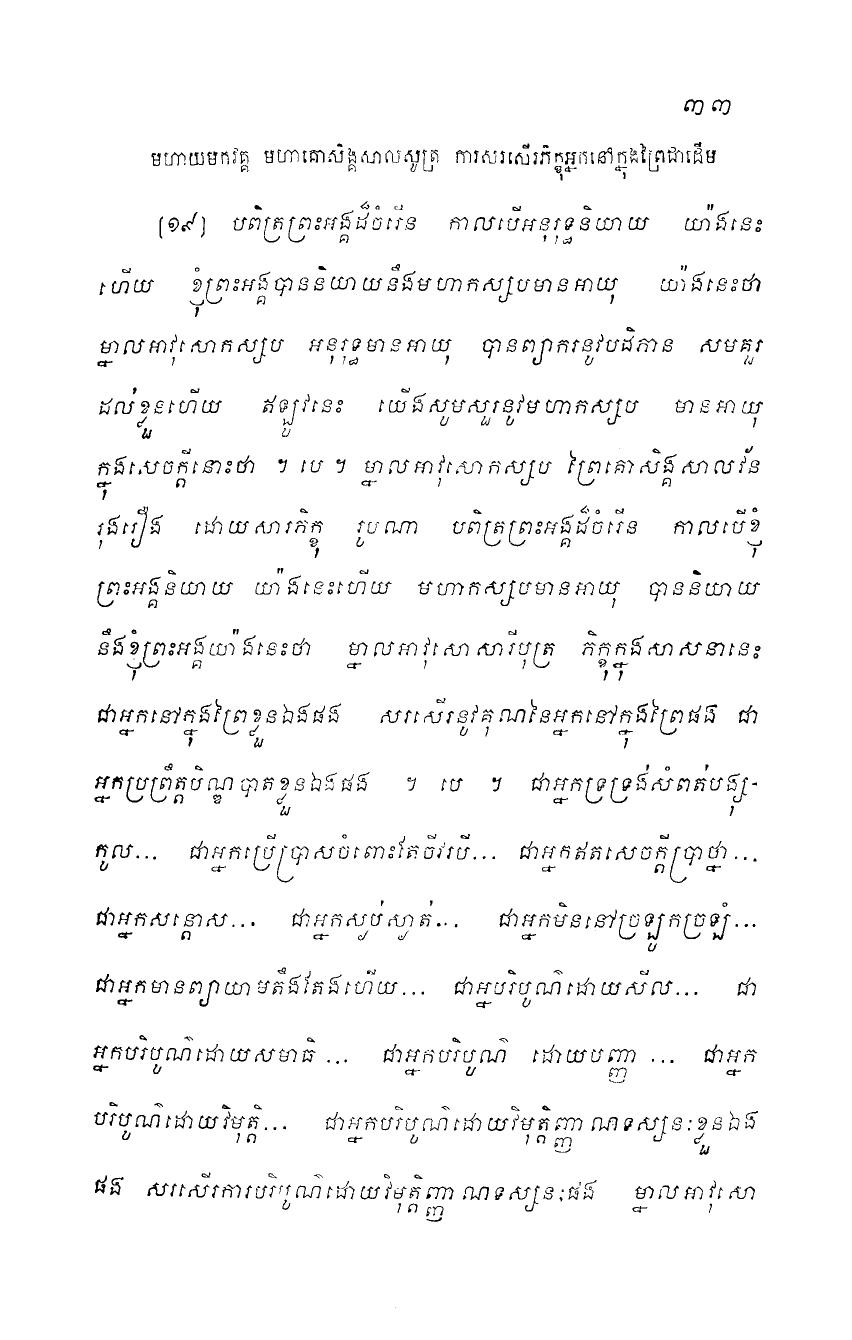 ៣៣
មហាយមកវគ្គ មហាគោសិង្គសាលសូត្រ ការសរសើរភិក្ខុអ្នកនៅក្នុងព្រៃជាដើម
[១៩] បពិត្រព្រះអង្គដ៏ចំរើន កាលបើអនុរុទ្ធនិយាយ យ៉ាងនេះ
ហើយ ខ្ញុំព្រះអង្គបាននិយាយនឹងមហាកស្សបមានអាយុ យ៉ាងនេះថា
ម្នាលអាវុសោកស្សប អនុរុទ្ធមានអាយុ បានព្យាករនូវបដិភាន សមគួរ
ដល់ខ្លួនហើយ ឥឡូវនេះ យើងសូមសួរនូវមហាកស្សប មានអាយុ
ក្នុងសេចក្តីនោះថា ។ បេ ។ ម្នាលអាវុសោកស្សប ព្រៃគោសិង្គសាលវ័ន
រុងរឿង ដោយសារភិក្ខុ រូបណា បពិត្រព្រះអង្គដ៏ចំរើន កាលបើខ្ញុំ
ព្រះអង្គនិយាយ យ៉ាងនេះហើយ មហាកស្សបមានអាយុ បាននិយាយ
នឹងខ្ញុំព្រះអង្គយ៉ាងនេះថា ម្នាលអាវុសោសារីបុត្រ ភិក្ខុក្នុងសាសនានេះ
ជាអ្នកនៅក្នុងព្រៃខ្លួនឯងផង សរសើរនូវគុណនៃអ្នកនៅក្នុងព្រៃផង ជា
អ្នកប្រព្រឹត្តបិណ្ឌបាតខ្លួនឯងផង ។ បេ ។ ជាអ្នកទ្រទ្រង់សំពត់បង្សុ-
កូល... ជាអ្នកប្រើប្រាសចំពោះតែចីវរបី... ជាអ្នកឥតសេចក្តីប្រាថ្នា...
ជាអ្នកសន្តោស... ជាអ្នកស្ងប់ស្ងាត់... ជាអ្នកមិននៅច្រឡូកច្រឡំ...
ជាអ្នកមានព្យាយាមតឹងតែងហើយ... ជាអ្នបរិបូណ៌ដោយសីល... ជា
អ្នកបរិបូណ៌ដោយសមាធិ... ជាអ្នកបរិបូណ៌ ដោយបញ្ញា... ជាអ្នក
បរិបូណ៌ដោយវិមុត្តិ... ជាអ្នកបរិបូណ៌ដោយវិមុត្តិញ្ញាណទស្សនៈខ្លួនឯង
ផង សរសើរការបរិបូណ៌ដោយវិមុត្តិញ្ញាណទស្សនៈផង ម្នាលអាវុសោ